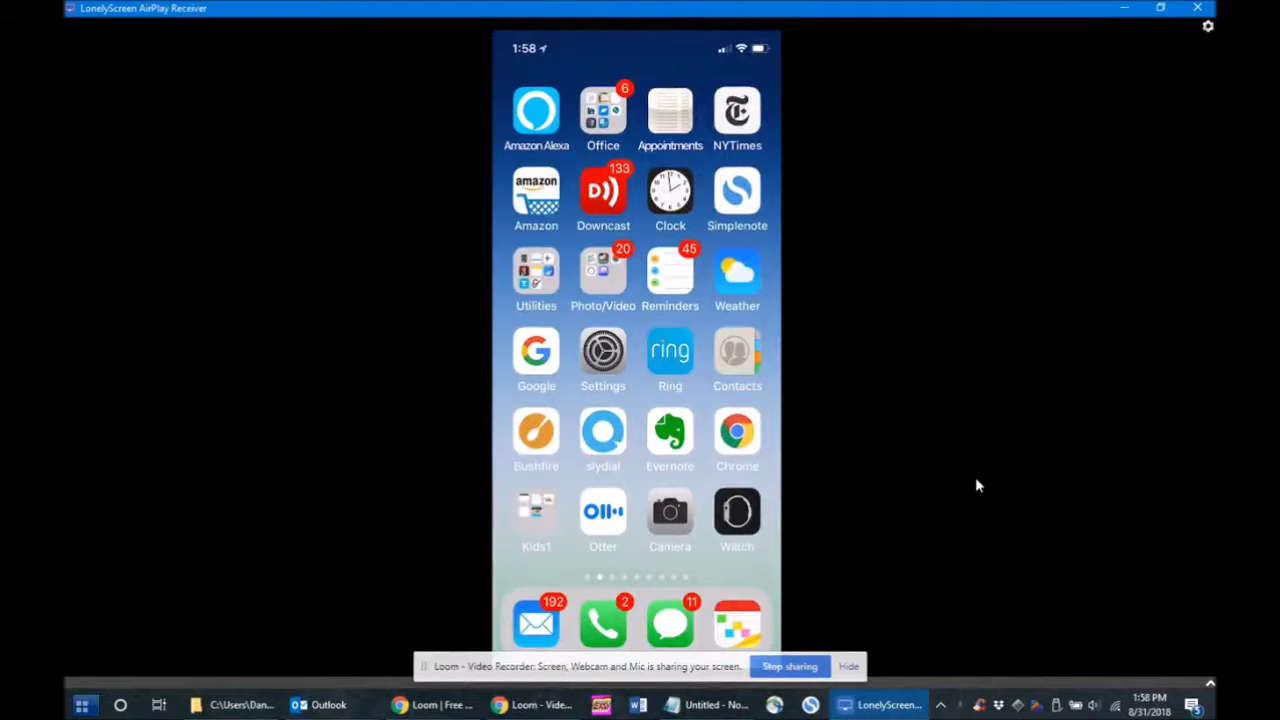 LonelyScreen AirPlay Receiver
1:58
6
Amazon Alexa Office Appointments NYTimes
133
amazon
Amazon Downcast Clock Simplenote
20 45
Utilities Photo/Video Reminders Weather
ring
Google Settings Ring Contacts
Bushfire slydial Evernote Chrome
Kids1 Otter Camera Watch
192 2 11
Loom - Video Recorder: Screen, Webcam and Mic is sharing your screen. Stop sharing Hide
C:\Users\Dan... Outlook Loom | Free ... Loom - Vide... Untitled - No... LonelyScreen... 1:58 PM
8/31/2018 5